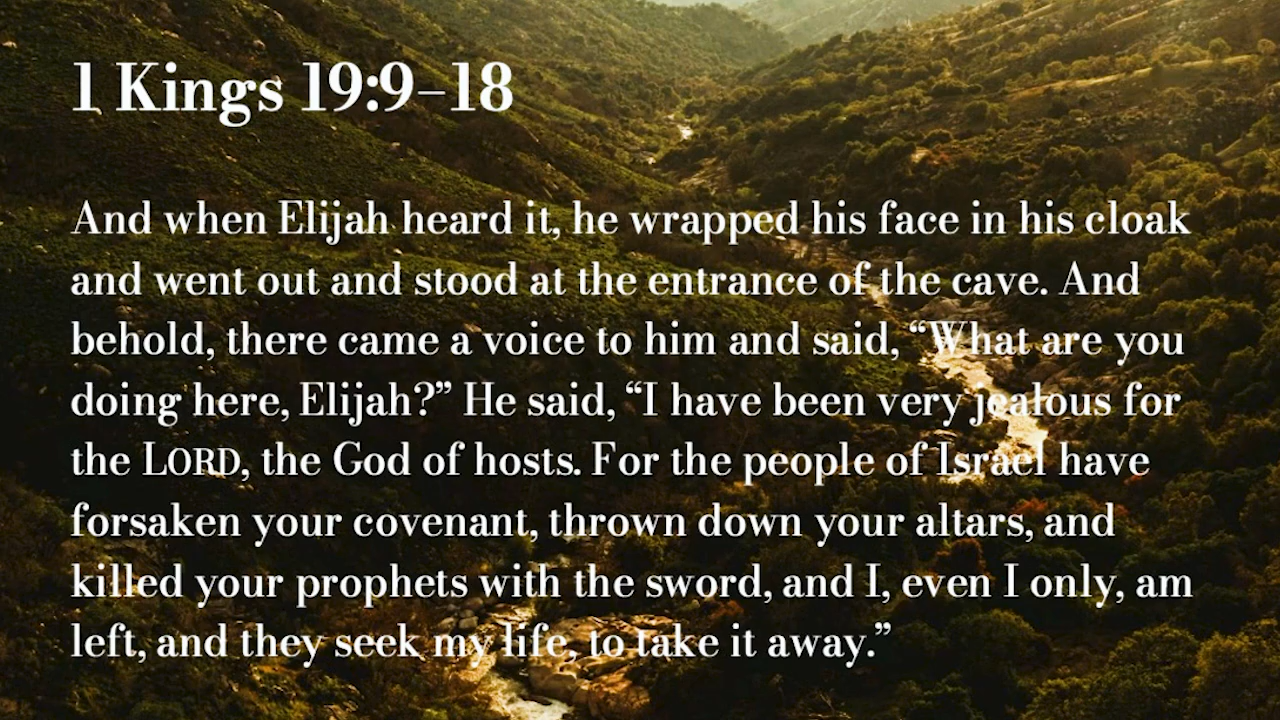 1 Kings 19:9–18
And when Elijah heard it, he wrapped his face in his cloak
and went out and stood at the entrance of the cave. And
behold, there came a voice to him and said, “What are you
doing here, Elijah?” He said, “I have been very jealous for
the LORD, the God of hosts. For the people of Israel have
forsaken your covenant, thrown down your altars, and
killed your prophets with the sword, and I, even I only, am
left, and they seek my life, to take it away.”